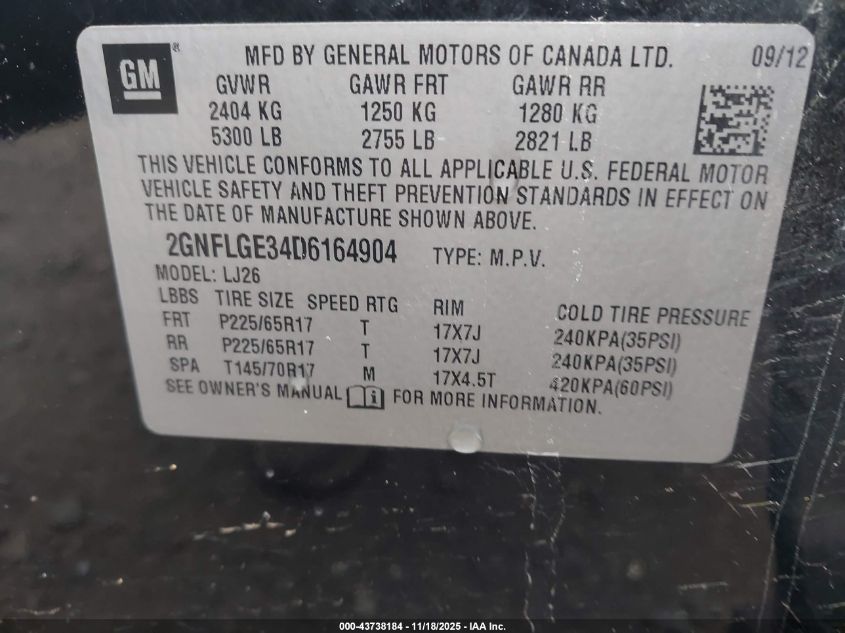 GM ® MFD BY GENERAL MOTORS OF CANADA LTD. 09/12
GVWR GAWR FRT GAWR RR
2404 KG 1250 KG 1280 KG
5300 LB 2755 LB 2821 LB
THIS VEHICLE CONFORMS TO ALL APPLICABLE U.S. FEDERAL MOTOR
VEHICLE SAFETY AND THEFT PREVENTION STANDARDS IN EFFECT ON
THE DATE OF MANUFACTURE SHOWN ABOVE.
2GNFLGE34D6164904 TYPE: M.P.V.
MODEL: LJ26
LBBS TIRE SIZE SPEED RTG RIM COLD TIRE PRESSURE
FRT P225/65R17 T 17X7J 240KPA(35PSI)
RR P225/65R17 T 17X7J 240KPA(35PSI)
SPA T145/70R17 M 17X4.5T 420KPA(60PSI)
SEE OWNER'S MANUAL i FOR MORE INFORMATION.
000-43738184 - 11/18/2025 - IAA Inc.